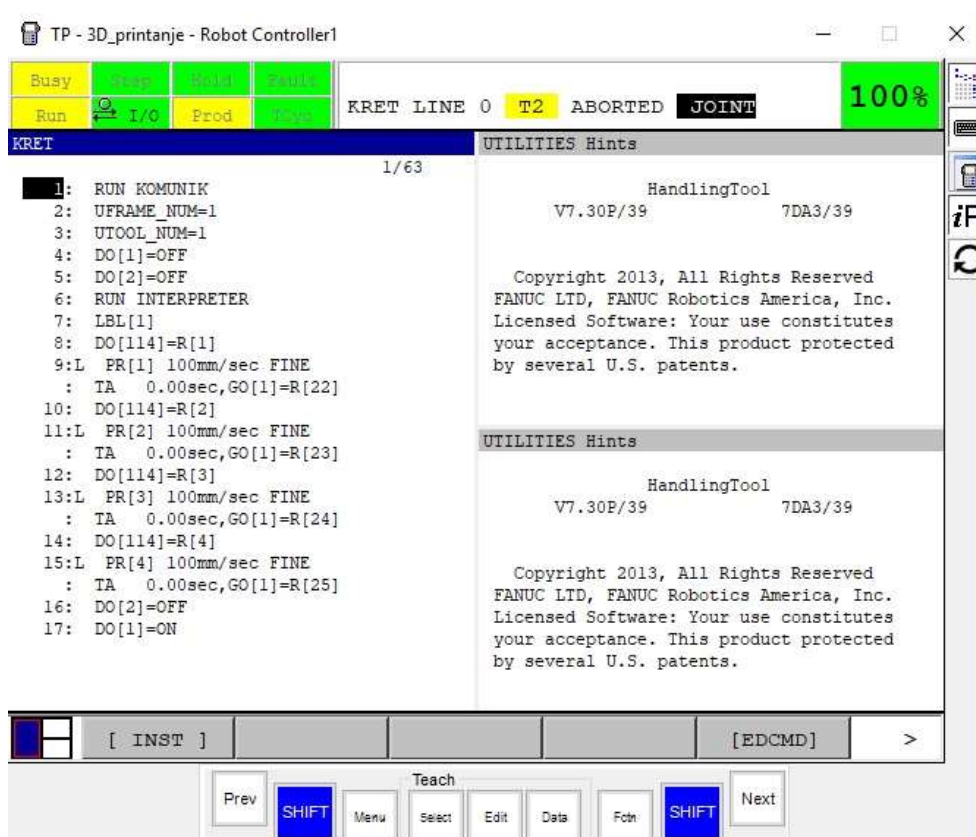 TP - 3D_printanje - Robot Controller1
Busy Step Hold Fault
Run I/O Prod TCyc
KRET LINE 0 T2 ABORTED JOINT
100%
KRET
1/63
1: RUN KOMUNIK
2: UFRAME_NUM=1
3: UTOOL_NUM=1
4: DO[1]=OFF
5: DO[2]=OFF
6: RUN INTERPRETER
7: LBL[1]
8: DO[114]=R[1]
9:L PR[1] 100mm/sec FINE
: TA 0.00sec,GO[1]=R[22]
10: DO[114]=R[2]
11:L PR[2] 100mm/sec FINE
: TA 0.00sec,GO[1]=R[23]
12: DO[114]=R[3]
13:L PR[3] 100mm/sec FINE
: TA 0.00sec,GO[1]=R[24]
14: DO[114]=R[4]
15:L PR[4] 100mm/sec FINE
: TA 0.00sec,GO[1]=R[25]
16: DO[2]=OFF
17: DO[1]=ON
UTILITIES Hints
HandlingTool
V7.30P/39 7DA3/39
Copyright 2013, All Rights Reserved
FANUC LTD, FANUC Robotics America, Inc.
Licensed Software: Your use constitutes
your acceptance. This product protected
by several U.S. patents.
UTILITIES Hints
HandlingTool
V7.30P/39 7DA3/39
Copyright 2013, All Rights Reserved
FANUC LTD, FANUC Robotics America, Inc.
Licensed Software: Your use constitutes
your acceptance. This product protected
by several U.S. patents.
[ INST ] [EDCMD] >
Teach
Prev SHIFT Menu Select Edit Data Fctn SHIFT Next